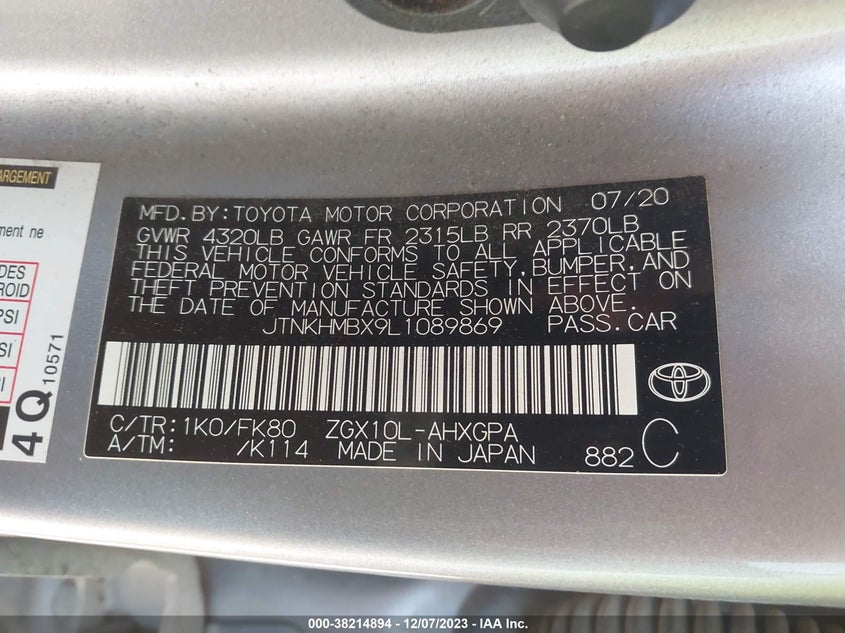 ARGEMENT
ment ne
DES
ROID
PSI
SI
I
4Q 10571
MFD.BY:TOYOTA MOTOR CORPORATION 07/20
GVWR 4320LB GAWR FR 2315LB RR 2370LB
THIS VEHICLE CONFORMS TO ALL APPLICABLE
FEDERAL MOTOR VEHICLE SAFETY,BUMPER,AND
THEFT PREVENTION STANDARDS IN EFFECT ON
THE DATE OF MANUFACTURE SHOWN ABOVE.
JTNKHMBX9L1089869 PASS.CAR
C/TR:1K0/FK80 ZGX10L-AHXGPA
A/TM: /K114 MADE IN JAPAN 882 C
000-38214894 - 12/07/2023 - IAA Inc.